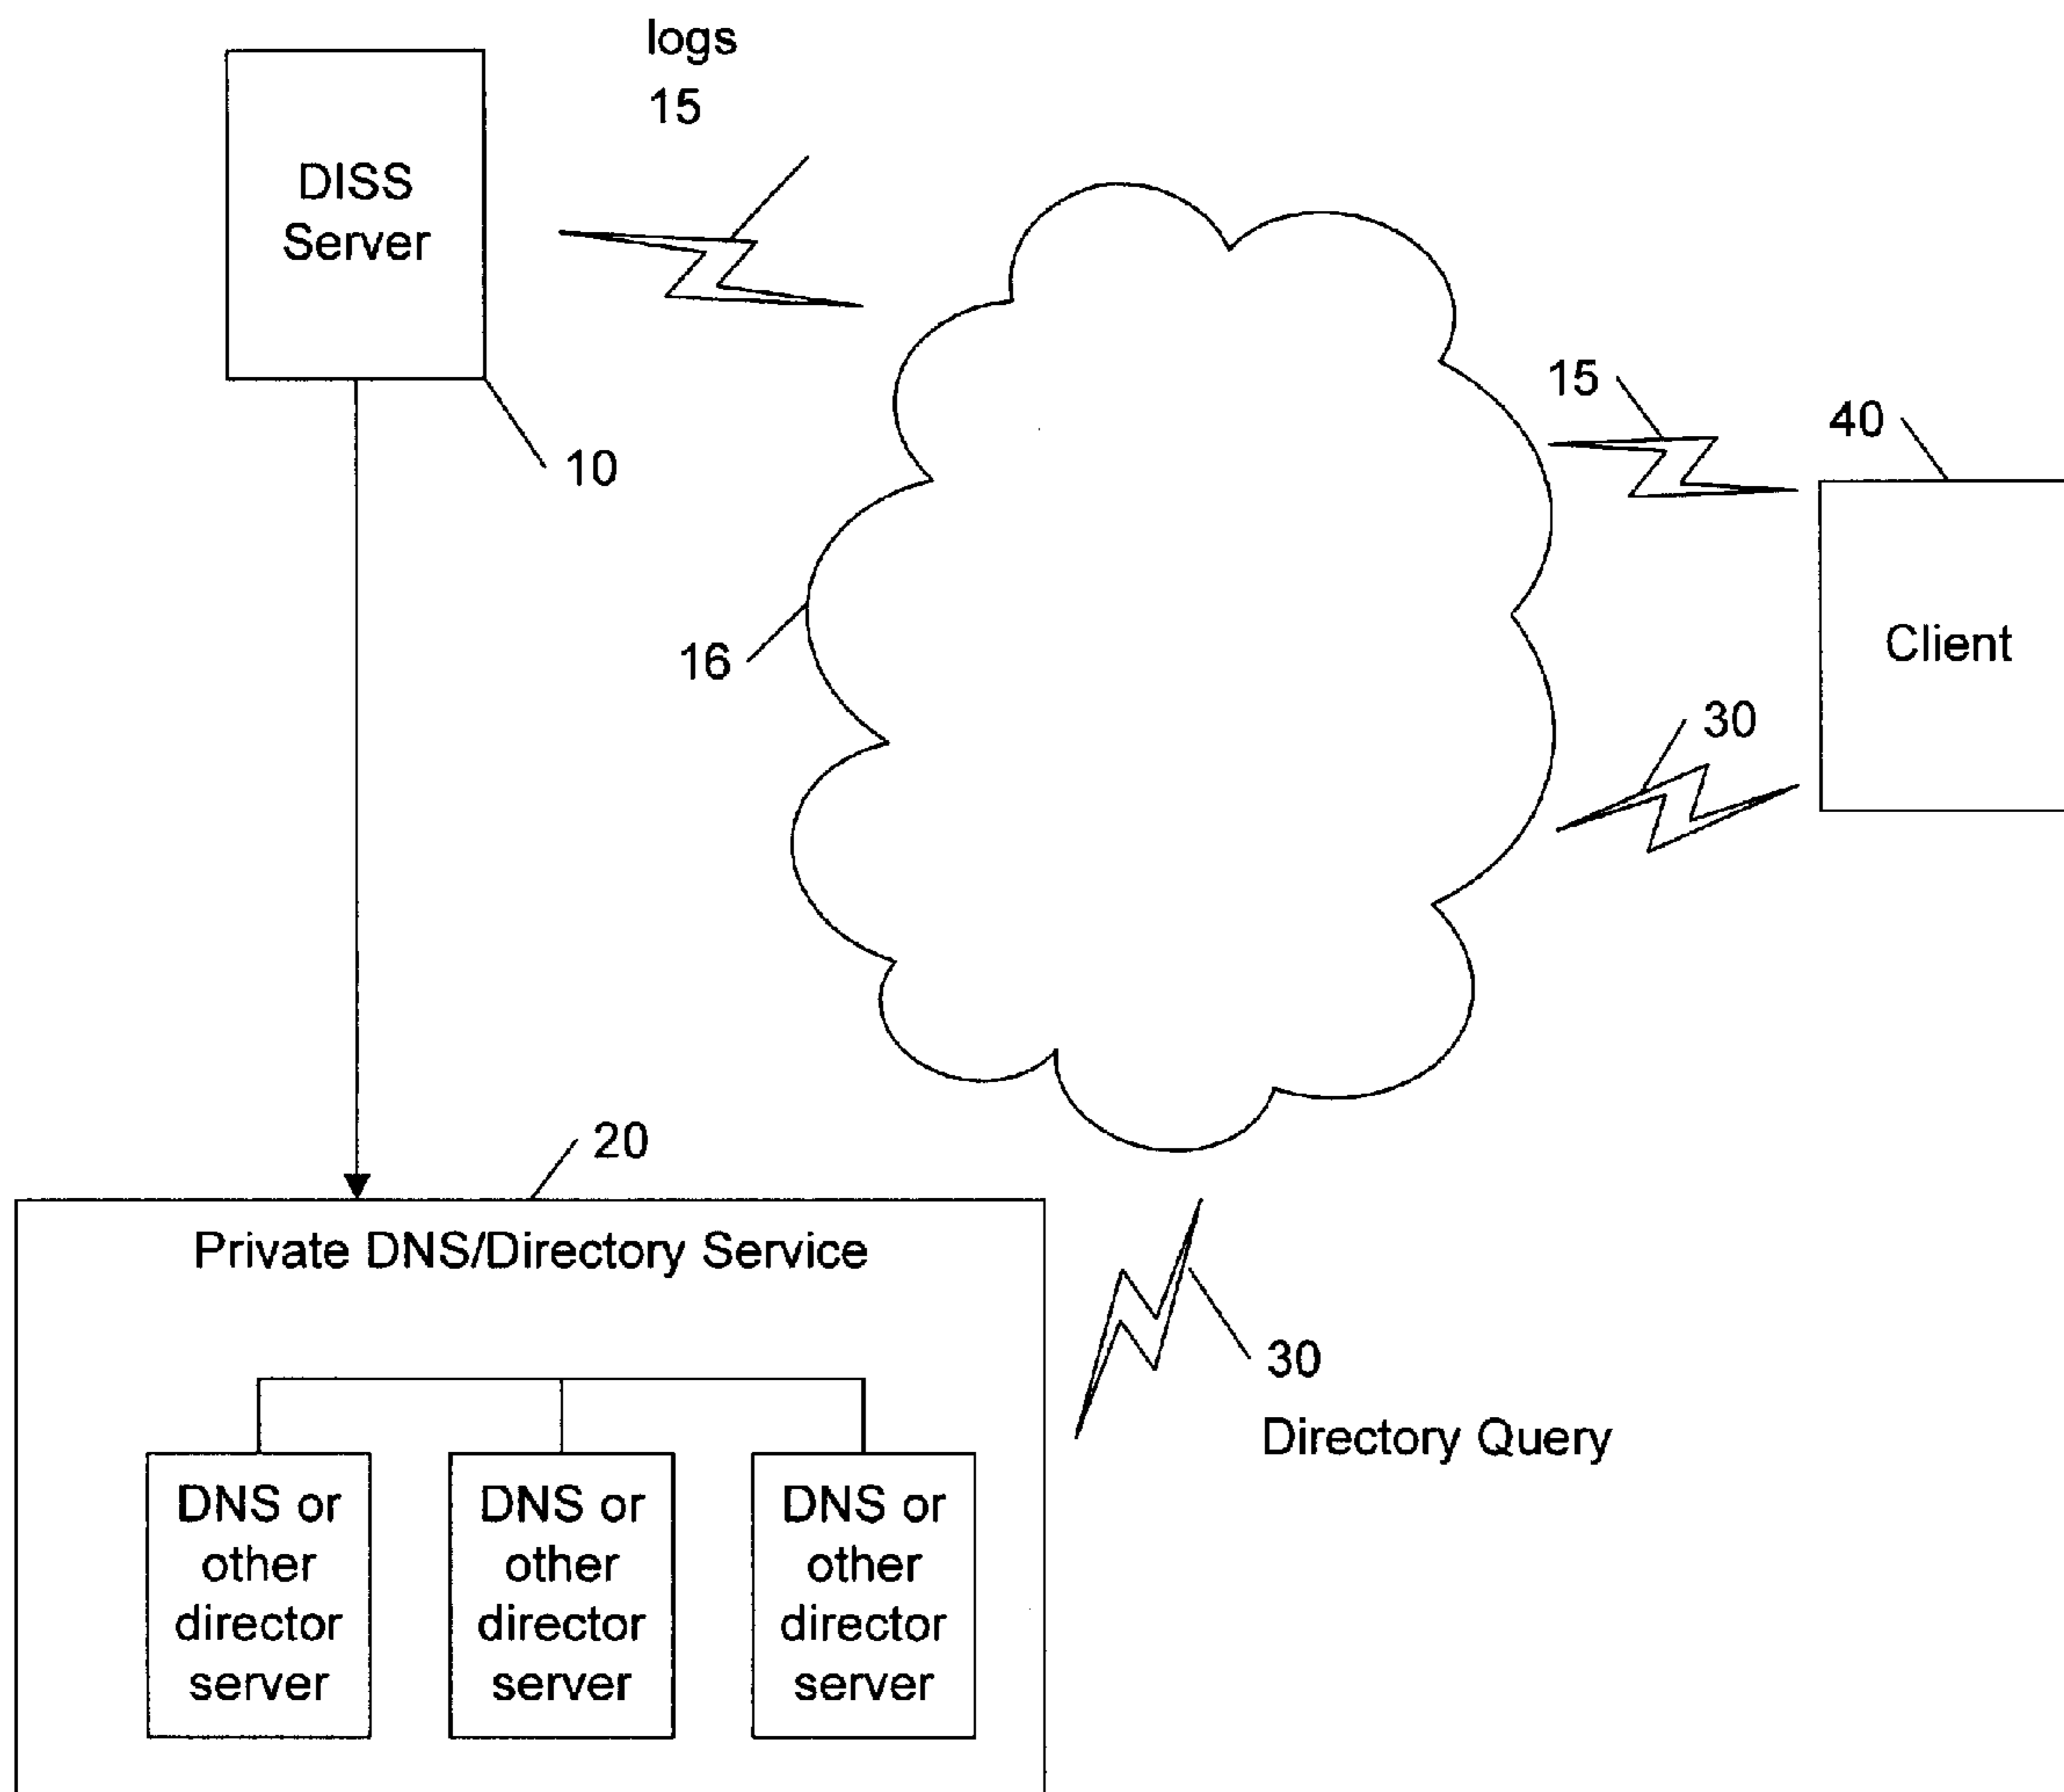 logs
15
DISS
Server
10
16
15
40
Client
30
20
Private DNS/Directory Service
30
Directory Query
DNS or
other
director
server
DNS or
other
director
server
DNS or
other
director
server